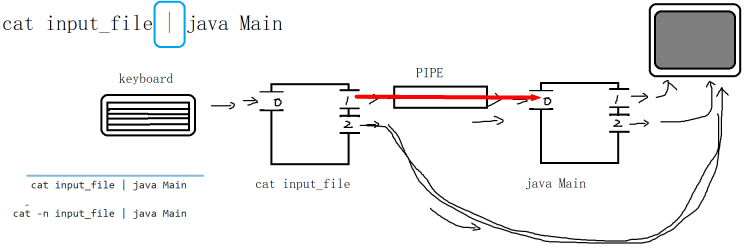 cat input_file | java Main
keyboard
PIPE
0
1
2
0
1
2
cat input_file
java Main
cat input_file | java Main
cat -n input_file | java Main